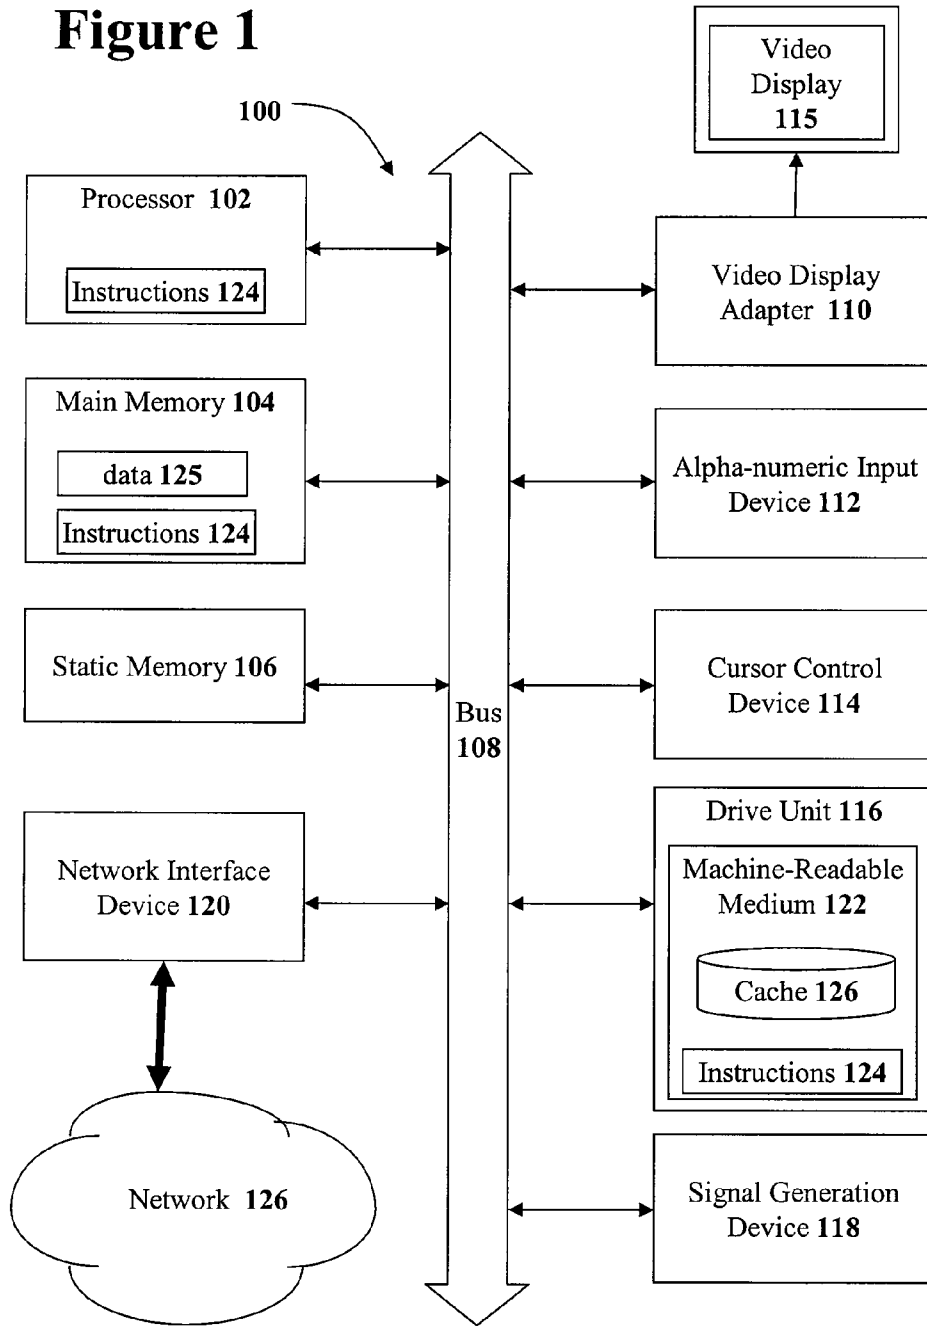 Figure 1
100
Video
Display
115
Processor 102
Instructions 124
Video Display
Adapter 110
Main Memory 104
data 125
Instructions 124
Alpha-numeric Input
Device 112
Static Memory 106
Cursor Control
Device 114
Bus
108
Network Interface
Device 120
Drive Unit 116
Machine-Readable
Medium 122
Cache 126
Instructions 124
Network 126
Signal Generation
Device 118